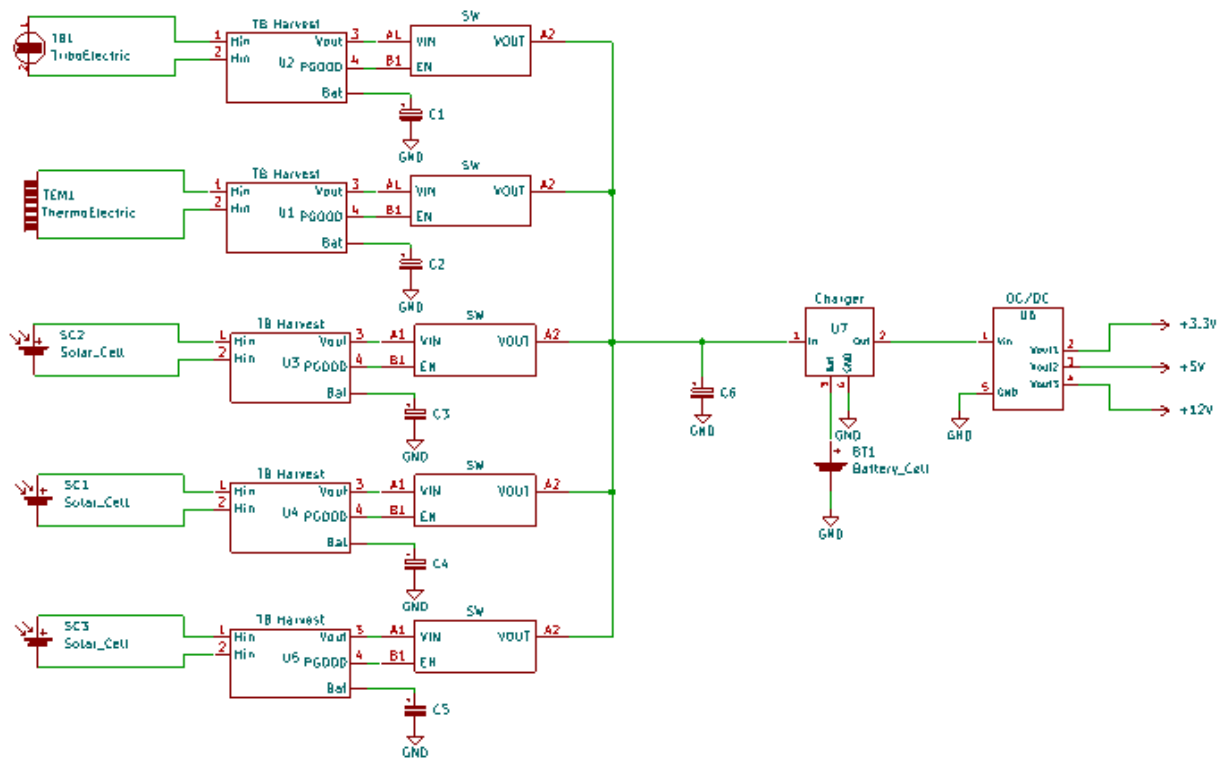 TB Harvest
SW
TB1
TuboElectric
1
Hin
2
Hin
U2
Vout
3
PGOOD
4
Bat
A1
VIN
B1
EN
VOUT
A2
C1
GND
TB Harvest
SW
TEM1
ThermoElectric
1
Hin
2
Hin
U1
Vout
3
PGOOD
4
Bat
A1
VIN
B1
EN
VOUT
A2
C2
GND
TB Harvest
SW
SC2
Solar_Cell
1
Hin
2
Hin
U3
Vout
3
PGOOD
4
Bat
A1
VIN
B1
EN
VOUT
A2
C3
GND
TB Harvest
SW
SC1
Solar_Cell
1
Hin
2
Hin
U4
Vout
3
PGOOD
4
Bat
A1
VIN
B1
EN
VOUT
A2
C4
GND
TB Harvest
SW
SC3
Solar_Cell
1
Hin
2
Hin
Vout
PGOOD
4
Bat
A1
VIN
B1
EN
VOUT
A2
C5
GND
C6
GND
Charger
U7
1
In
Out
2
Bat
GND
GND
BT1
Battery_Cell
GND
1
Vin
5
GND
GND
Vout1
2
Vout2
3
Vout3
4
+3.3V
+5V
+12V